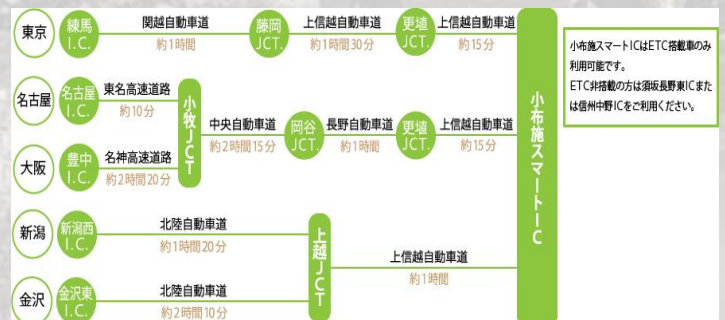 東京
練馬
I.C.
関越自動車道
約1時間
藤岡
JCT.
上信越自動車道
約1時間30分
更埴
JCT.
上信越自動車道
約15分
名古屋
名古屋
I.C.
東名高速道路
約10分
大阪
豊中
I.C.
名神高速道路
約2時間20分
小牧JCT
中央自動車道
約2時間15分
岡谷
JCT.
長野自動車道
約1時間
更埴
JCT.
上信越自動車道
約15分
新潟
新潟西
I.C.
北陸自動車道
約1時間20分
金沢
金沢東
I.C.
北陸自動車道
約2時間10分
上越JCT
上信越自動車道
約1時間
小布施スマートIC
小布施スマートICはETC搭載車のみ
利用可能です。
ETC非搭載の方は須坂長野東ICまた
は信州中野ICをご利用ください。